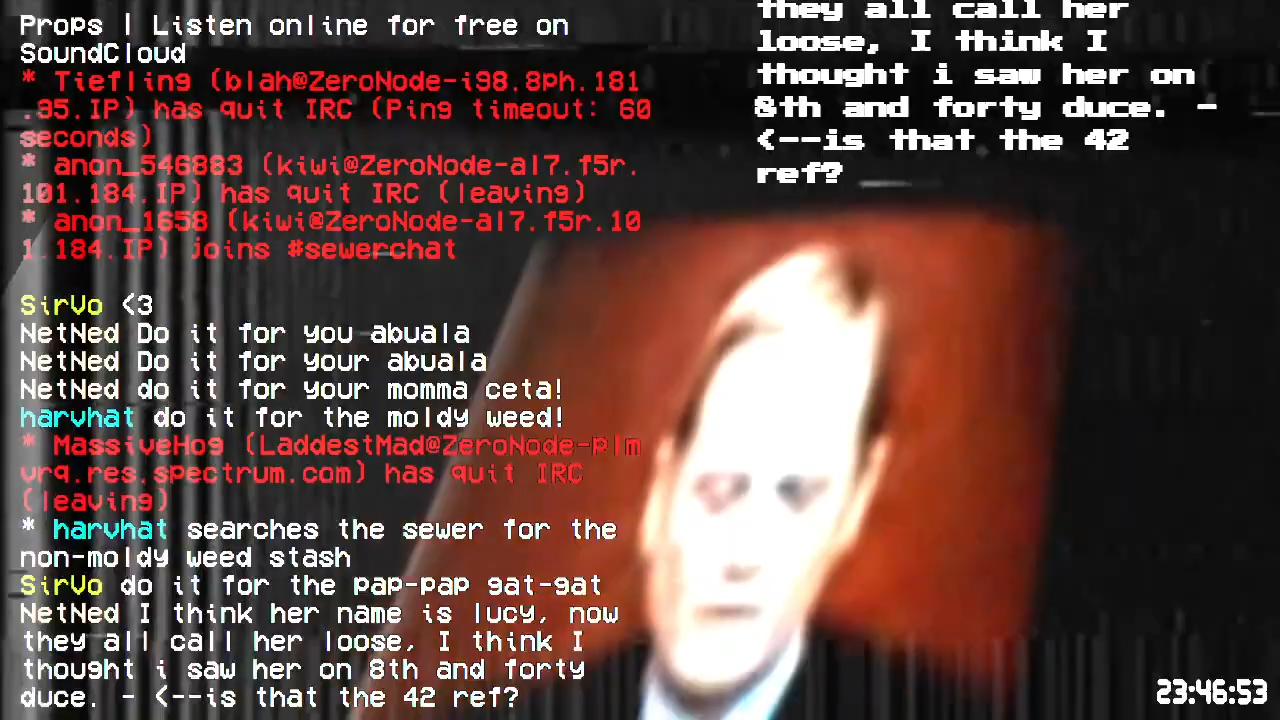 Props | Listen online for free on
SoundCloud
* Tiefling (blah@ZeroNode-i98.8ph.181
.85.IP) has quit IRC (Ping timeout: 60
seconds)
* anon_546883 (kiwi@ZeroNode-al7.f5r.
101.184.IP) has quit IRC (leaving)
* anon_1658 (kiwi@ZeroNode-al7.f5r.10
1.184.IP) joins #sewerchat
SirVo <3
NetNed Do it for you abuala
NetNed Do it for your abuala
NetNed do it for your momma ceta!
harvhat do it for the moldy weed!
* MassiveHog (LaddestMad@ZeroNode-plm
vrq.res.spectrum.com) has quit IRC
(leaving)
* harvhat searches the sewer for the
non-moldy weed stash
SirVo do it for the pap-pap gat-gat
NetNed I think her name is lucy, now
they all call her loose, I think I
thought i saw her on 8th and forty
duce. - <--is that the 42 ref?
they all call her
loose, I think I
thought i saw her on
8th and forty duce. -
<--is that the 42
ref?
23:46:53